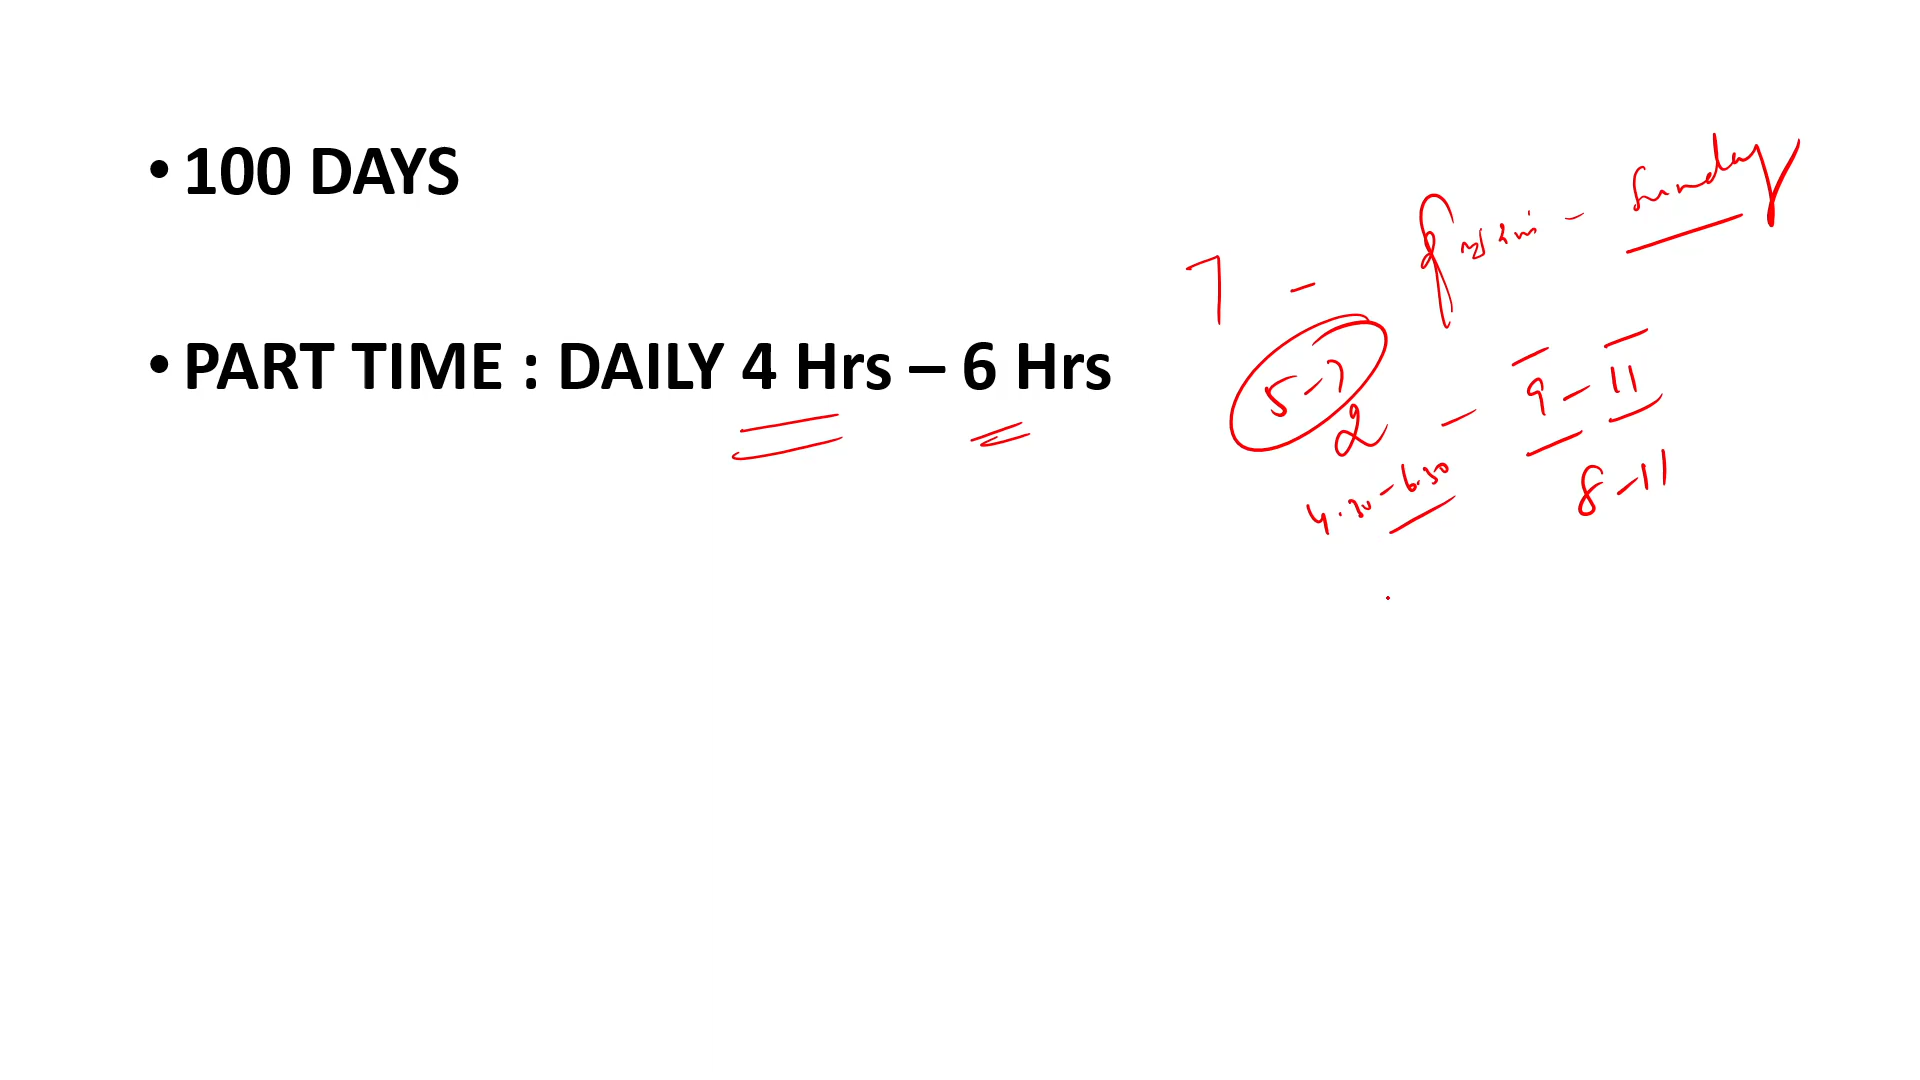 • 100 DAYS
7 - - Sunday
• PART TIME : DAILY 4 Hrs – 6 Hrs
5-7
2 - 9 - 11
4.30 - 6.30
8-11